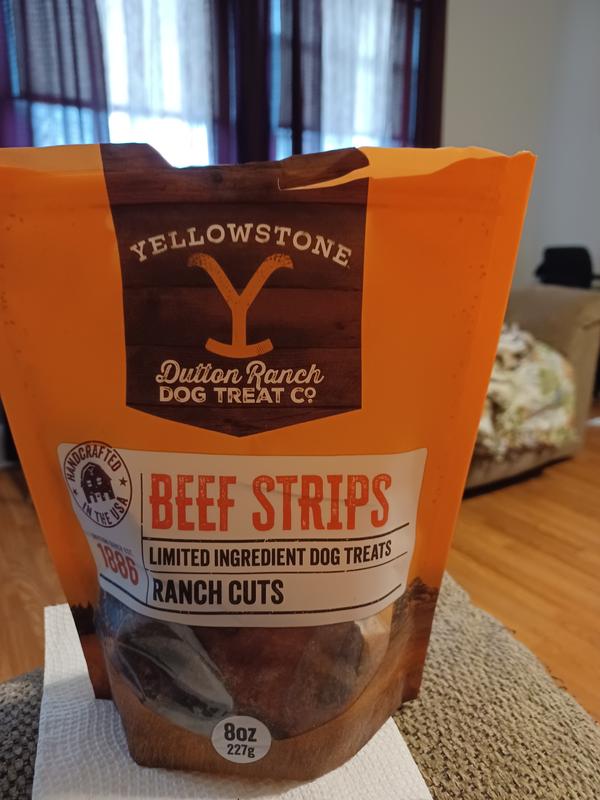 YELLOWSTONE
Y
Dutton Ranch
DOG TREAT CO
HANDCRAFTED
IN THE USA
1886
BEEF STRIPS
LIMITED INGREDIENT DOG TREATS
RANCH CUTS
8oz
227g